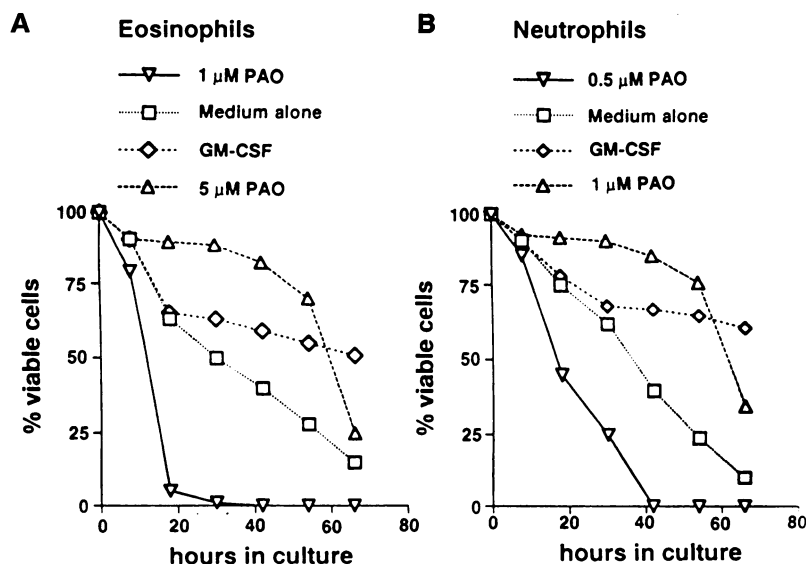 A
Eosinophils
1 µM PAO
Medium alone
GM-CSF
5 µM PAO
100
75
50
25
0
% viable cells
0 20 40 60 80
hours in culture
B
Neutrophils
0.5 µM PAO
Medium alone
GM-CSF
1 µM PAO
100
75
50
25
0
% viable cells
0 20 40 60 80
hours in culture